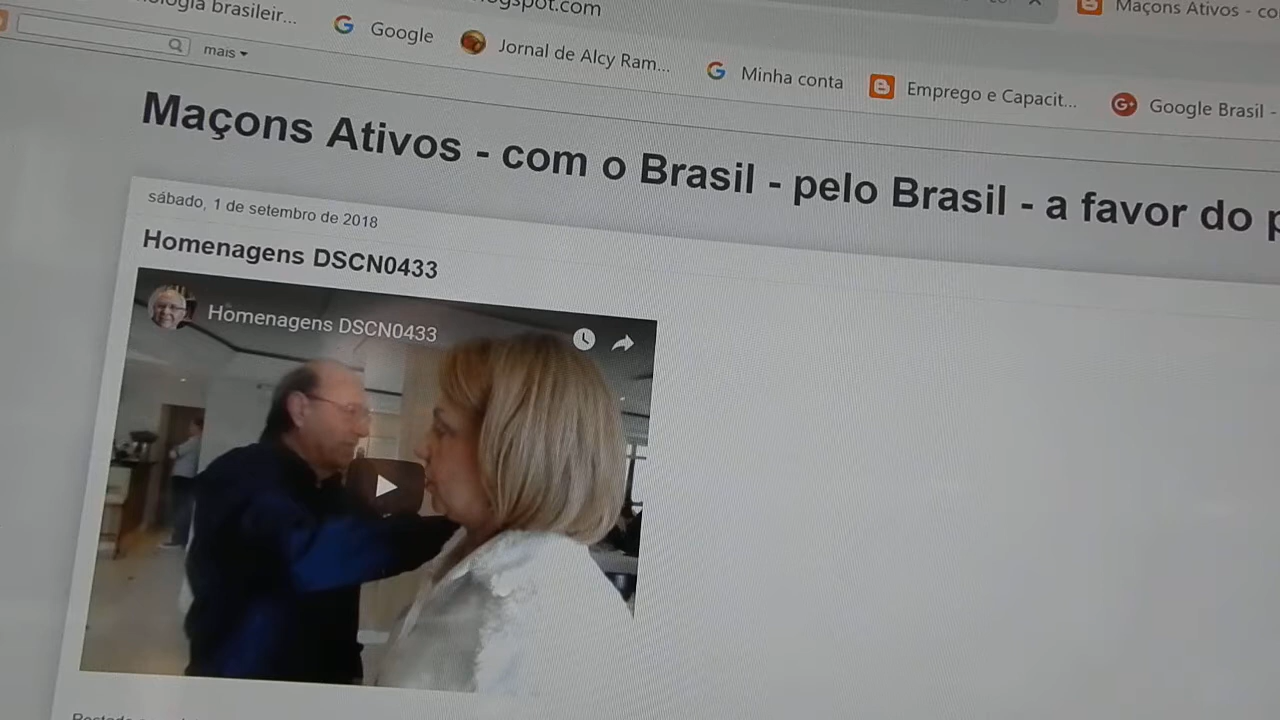 brasileir...
Google
Jornal de Alcy Ram...
Minha conta
Emprego e Capacit...
Google Brasil -
Maçons Ativos - co
mais
Maçons Ativos - com o Brasil - pelo Brasil - a favor do
sábado, 1 de setembro de 2018
Homenagens DSCN0433
Homenagens DSCN0433